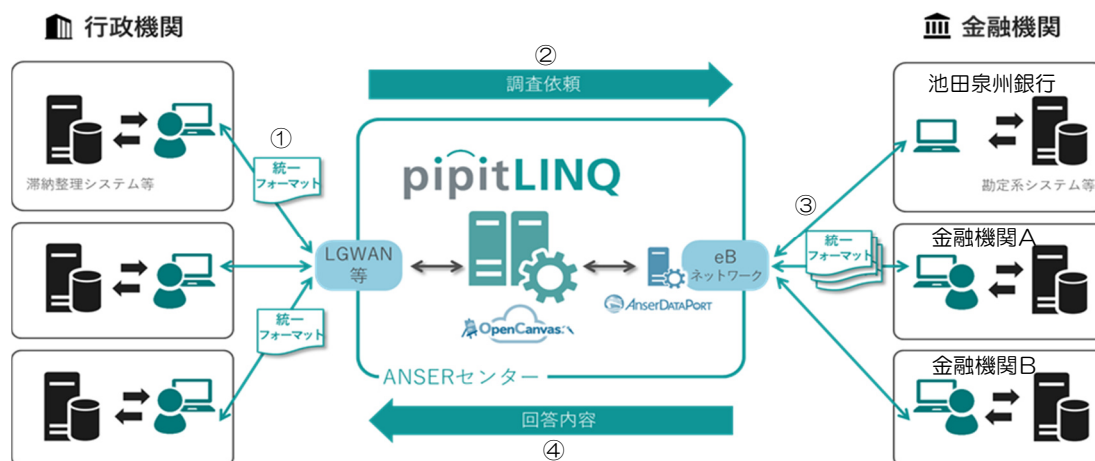 行政機関
金融機関
②
調査依頼
①
統一
フォーマット
滞納整理システム等
pipitLINQ
池田泉州銀行
勘定系システム等
③
統一
フォーマット
金融機関A
LGWAN
等
eB
ネットワーク
AnserDATAPORT
OpenCanvas
統一
フォーマット
金融機関B
ANSERセンター
回答内容
④